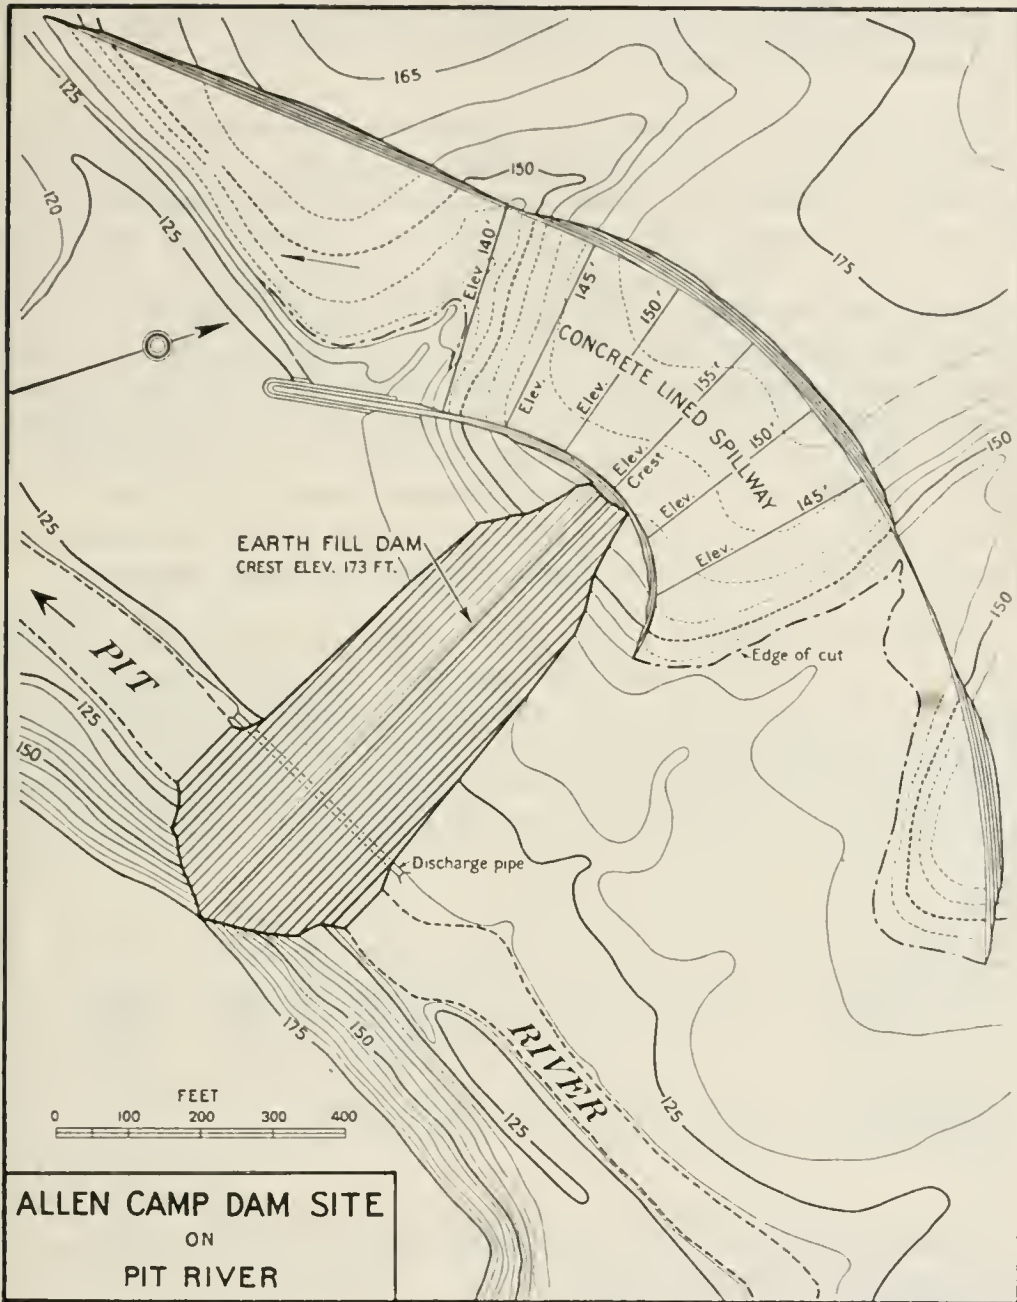 125
165
150
120
125
175
Elev. 140'
Elev. 145'
Elev. 150'
Elev. 155'
Crest
Elev. 150'
Elev. 145'
CONCRETE LINED SPILLWAY
150
125
EARTH FILL DAM
CREST ELEV. 173 FT.
150
PIT
Edge of cut
125
150
Discharge pipe
175
150
RIVER
125
125
FEET
0 100 200 300 400
ALLEN CAMP DAM SITE
ON
PIT RIVER